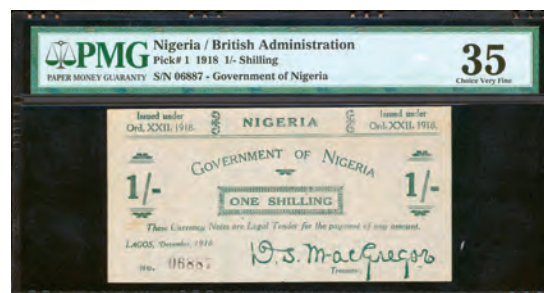 PMG
PAPER MONEY GUARANTY
Nigeria / British Administration
Pick# 1 1918 1/- Shilling
S/N 06887 - Government of Nigeria
35
Choice Very Fine
Issued under
Ord. XXII, 1918.
NIGERIA
Issued under
Ord. XXII, 1918.
GOVERNMENT OF NIGERIA
1/-
1/-
ONE SHILLING
These Currency Notes are Legal Tender for the payment of any amount.
LAGOS, December, 1918.
No. 06887
D. S. MacGregor
Treasurer.